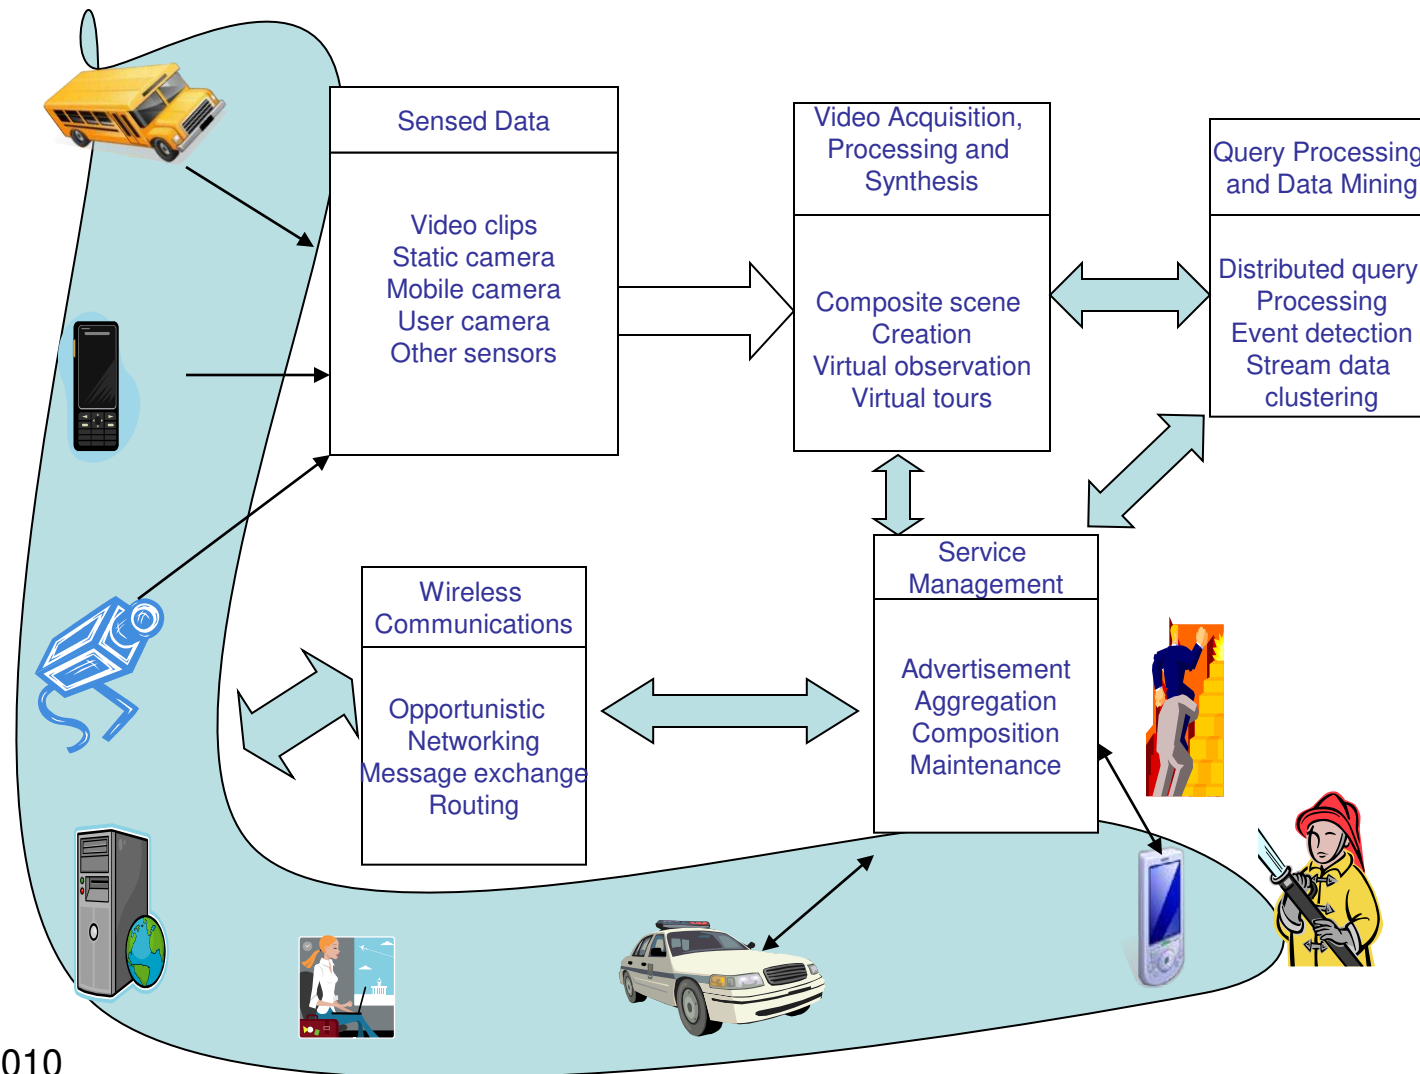 Sensed Data
Video clips
Static camera
Mobile camera
User camera
Other sensors
Video Acquisition,
Processing and
Synthesis
Composite scene
Creation
Virtual observation
Virtual tours
Query Processing
and Data Mining
Distributed query
Processing
Event detection
Stream data
clustering
Wireless
Communications
Opportunistic
Networking
Message exchange
Routing
Service
Management
Advertisement
Aggregation
Composition
Maintenance
010